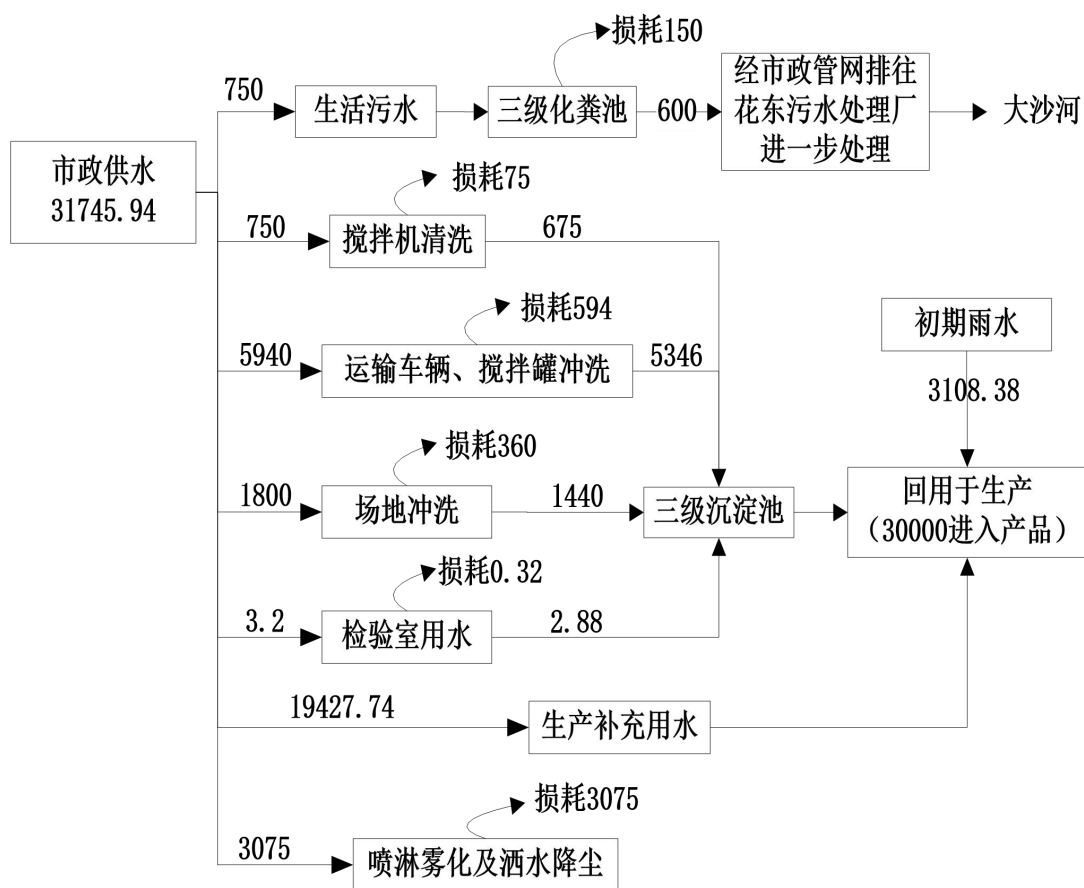 损耗150
750
生活污水
三级化粪池
600
经市政管网排往
花东污水处理厂
进一步处理
大沙河
市政供水
31745.94
损耗75
750
搅拌机清洗
675
损耗594
5940
运输车辆、搅拌罐冲洗
5346
初期雨水
3108.38
损耗360
1800
场地冲洗
1440
三级沉淀池
回用于生产
（30000进入产品）
损耗0.32
3.2
检验室用水
2.88
19427.74
生产补充用水
损耗3075
3075
喷淋雾化及洒水降尘